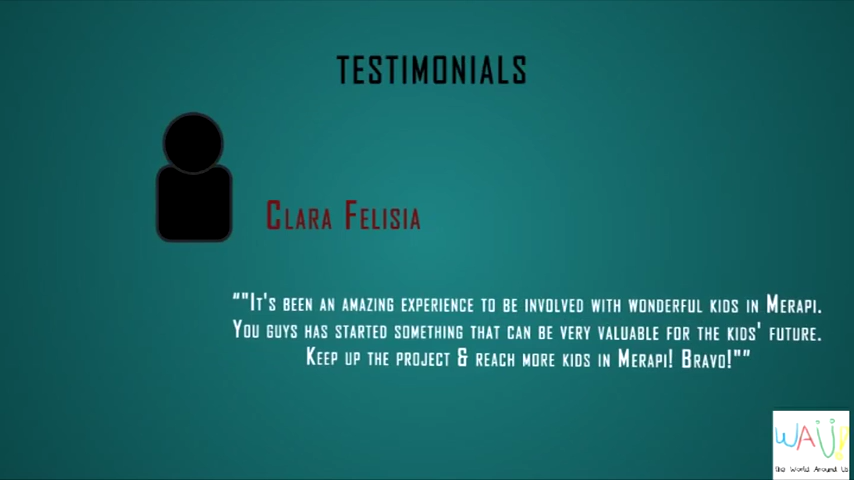 TESTIMONIALS
CLARA FELISIA
“"IT'S BEEN AN AMAZING EXPERIENCE TO BE INVOLVED WITH WONDERFUL KIDS IN MERAPI.
YOU GUYS HAS STARTED SOMETHING THAT CAN BE VERY VALUABLE FOR THE KIDS' FUTURE.
KEEP UP THE PROJECT & REACH MORE KIDS IN MERAPI! BRAVO!"”
WAU!
the World Around Us